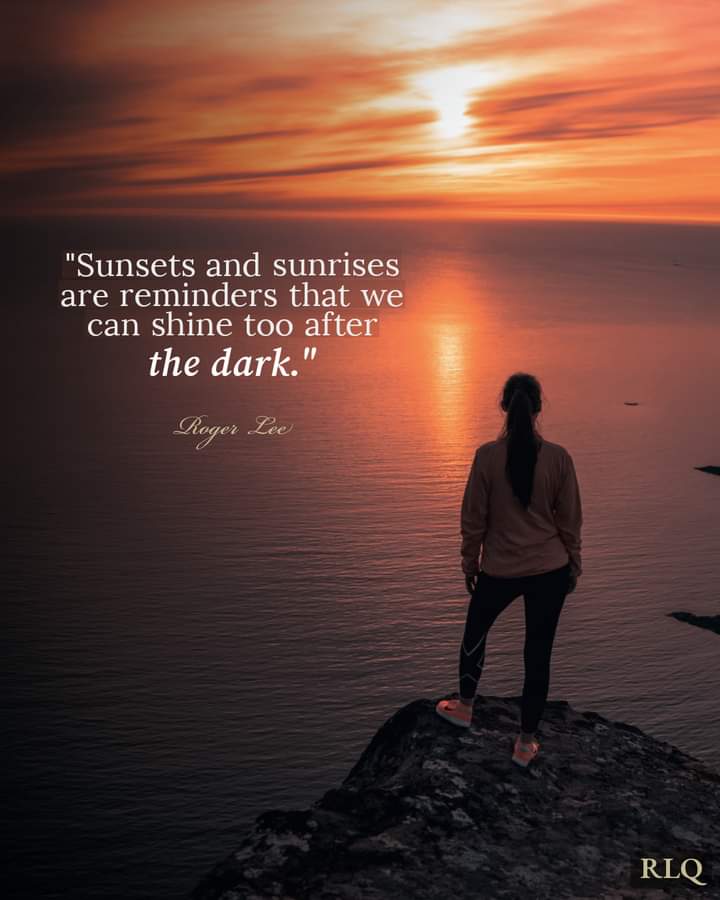 "Sunsets and sunrises
are reminders that we
can shine too after
the dark."
Roger Lee
RLQ